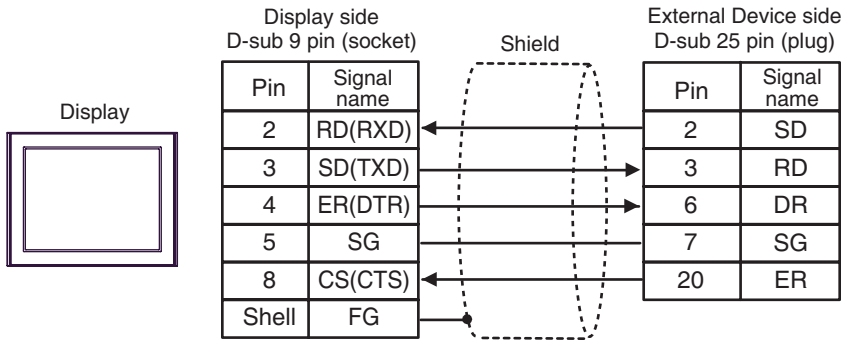 Display side
D-sub 9 pin (socket)
Shield
External Device side
D-sub 25 pin (plug)
Display
Pin Signal name
Pin Signal name
2 RD(RXD) 2 SD
3 SD(TXD) 3 RD
4 ER(DTR) 6 DR
5 SG 7 SG
8 CS(CTS) 20 ER
Shell FG